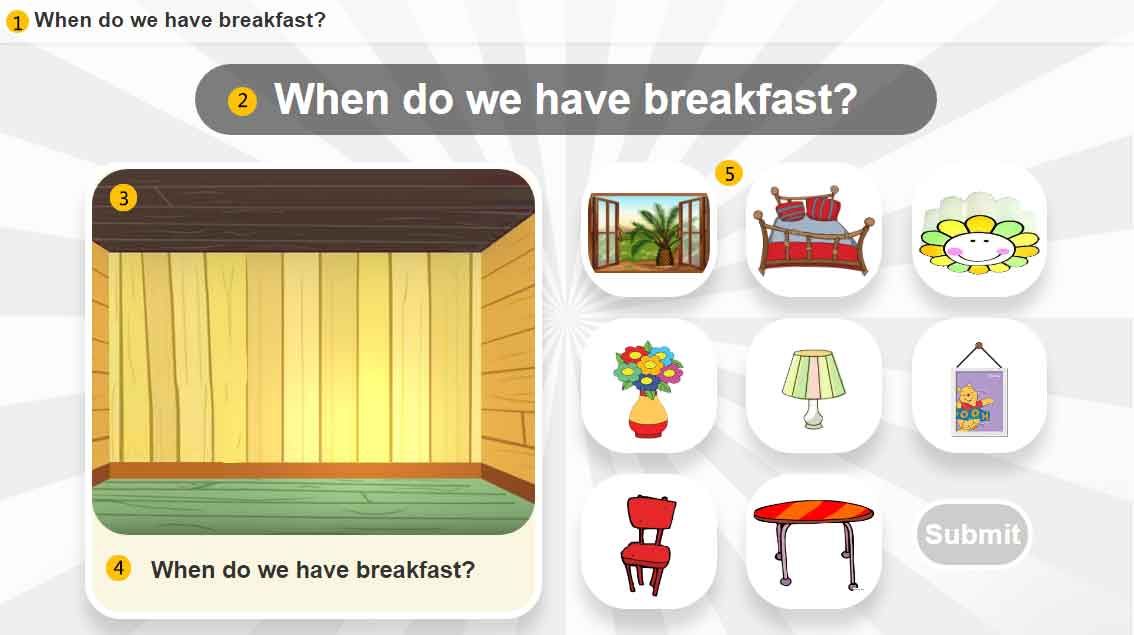 1 When do we have breakfast?
2 When do we have breakfast?
3
5
POOH
4 When do we have breakfast?
Submit